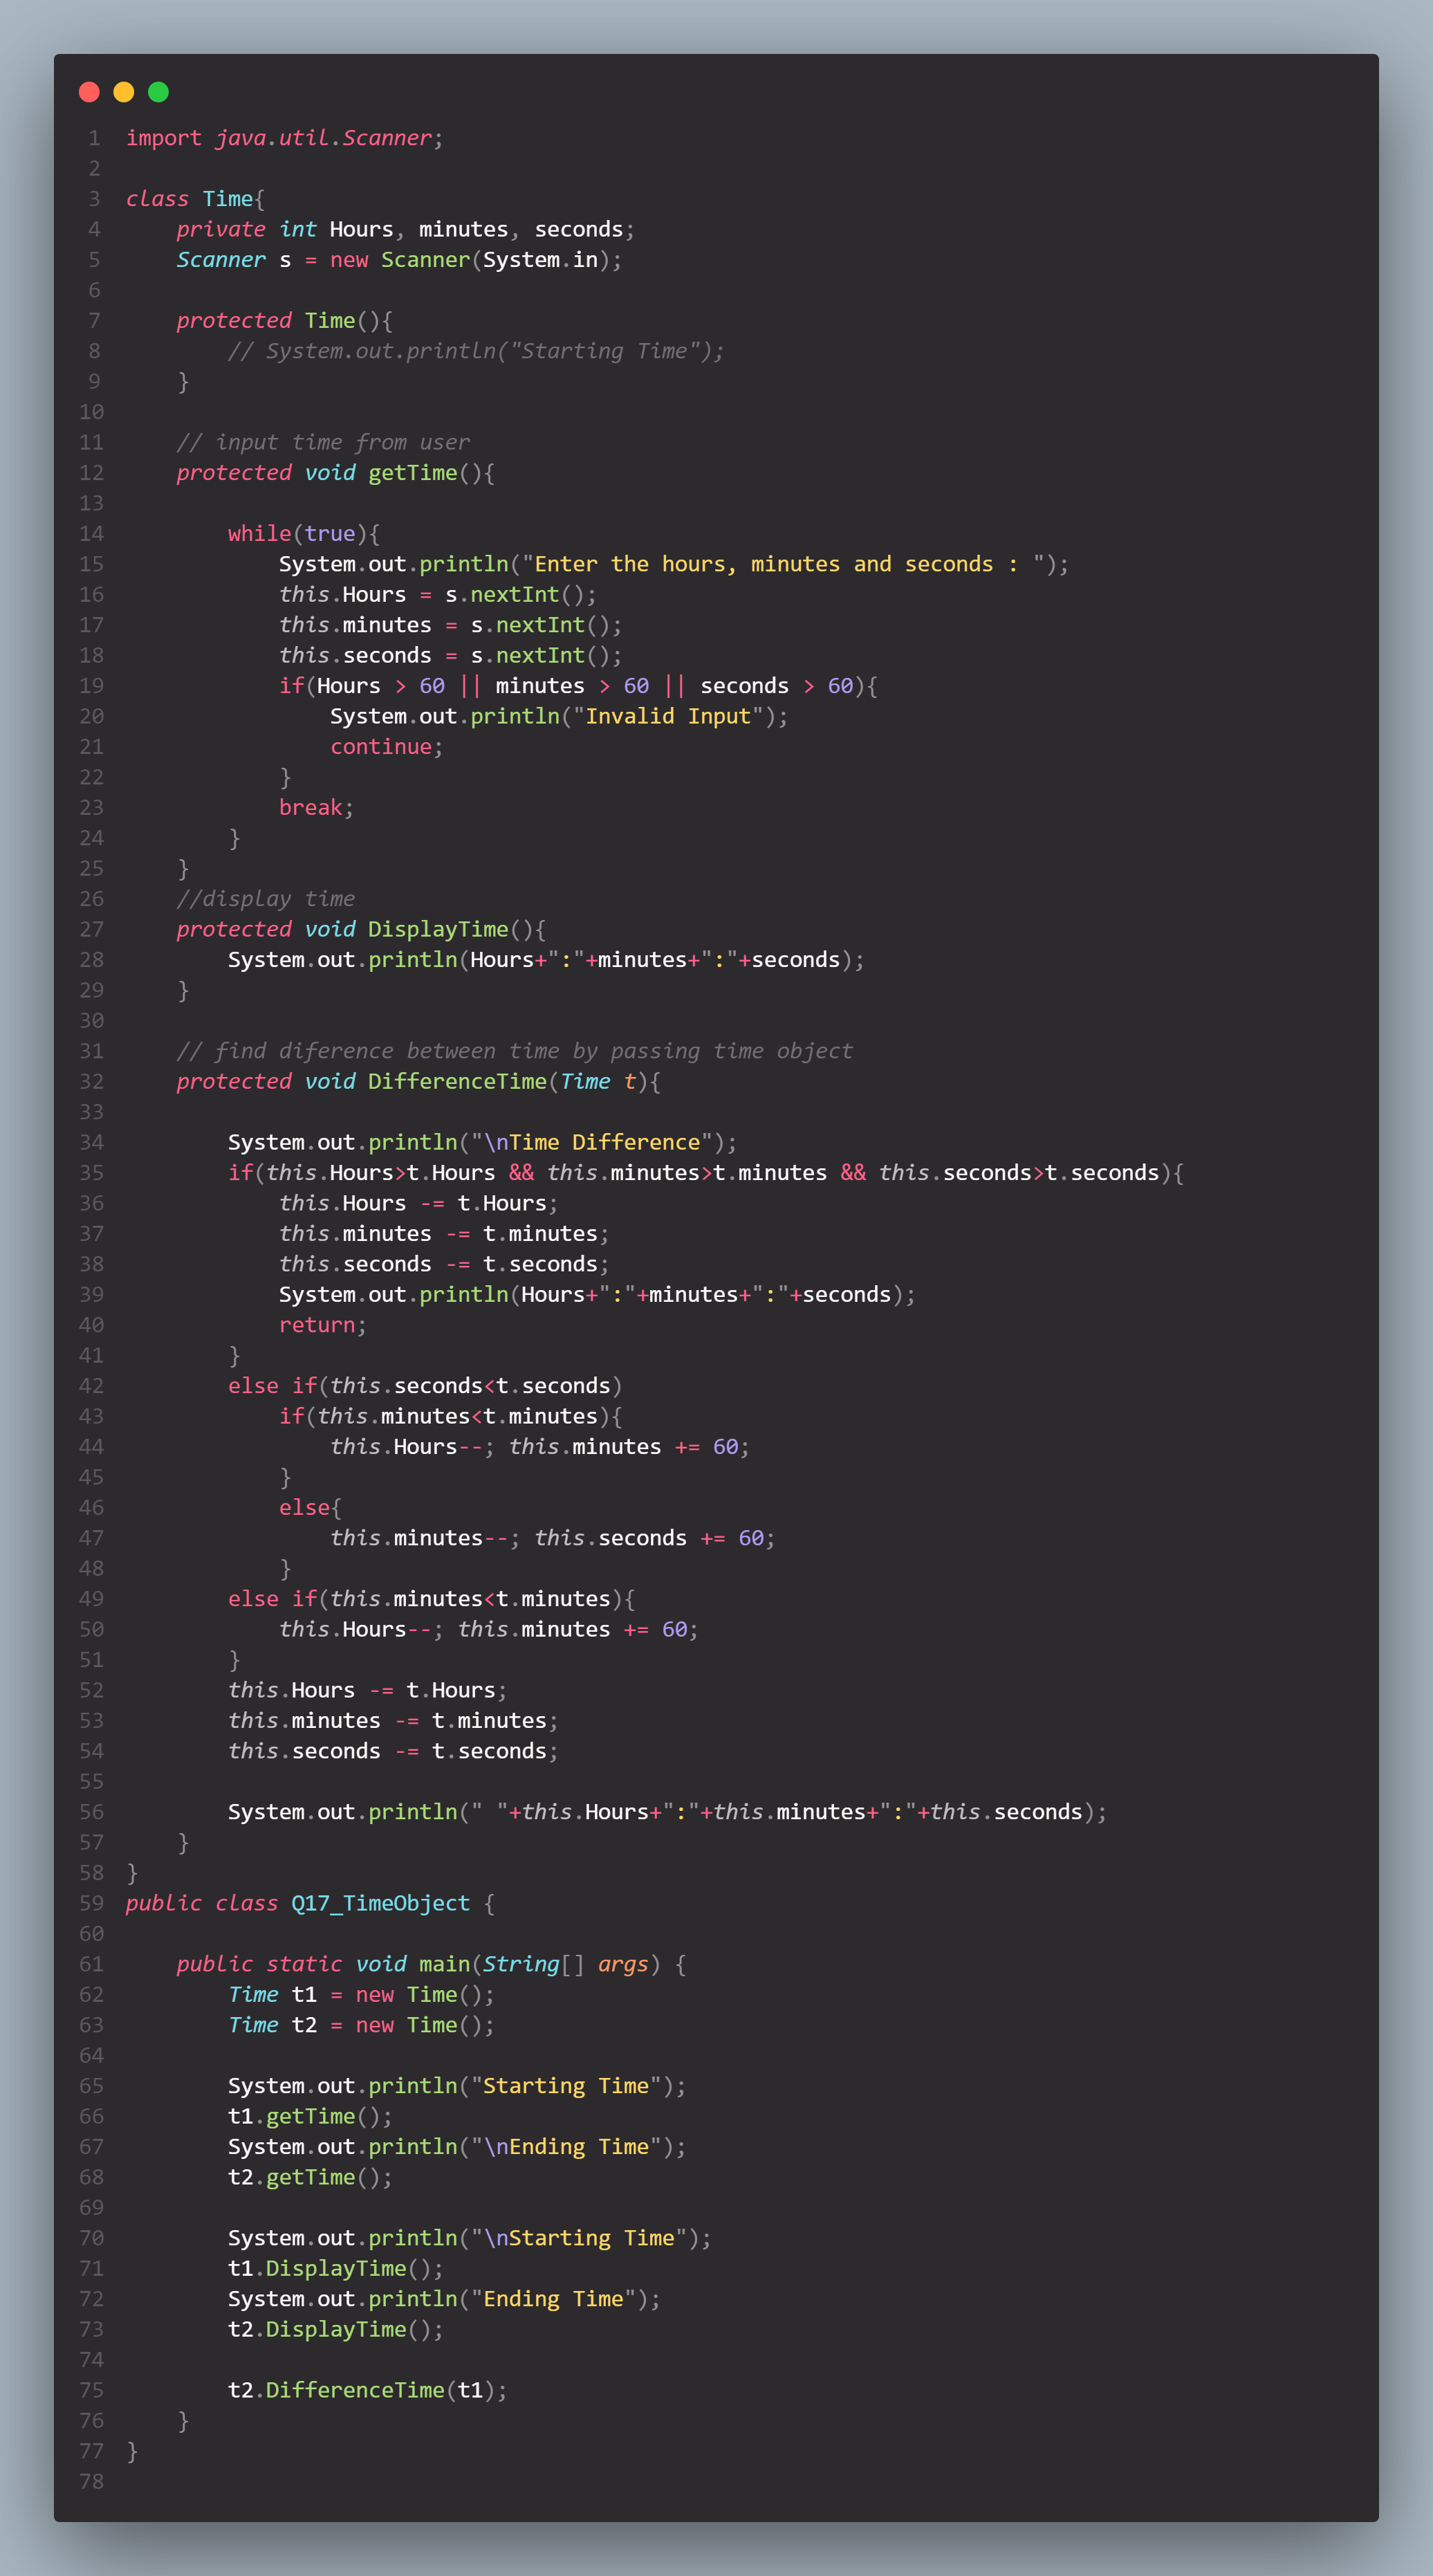 1 import java.util.Scanner;
2
3 class Time{
4     private int Hours, minutes, seconds;
5     Scanner s = new Scanner(System.in);
6
7     protected Time(){
8         // System.out.println("Starting Time");
9     }
10
11     // input time from user
12     protected void getTime(){
13
14         while(true){
15             System.out.println("Enter the hours, minutes and seconds : ");
16             this.Hours = s.nextInt();
17             this.minutes = s.nextInt();
18             this.seconds = s.nextInt();
19             if(Hours > 60 || minutes > 60 || seconds > 60){
20                 System.out.println("Invalid Input");
21                 continue;
22             }
23             break;
24         }
25     }
26     //display time
27     protected void DisplayTime(){
28         System.out.println(Hours+":"+minutes+":"+seconds);
29     }
30
31     // find diference between time by passing time object
32     protected void DifferenceTime(Time t){
33
34         System.out.println("\nTime Difference");
35         if(this.Hours>t.Hours && this.minutes>t.minutes && this.seconds>t.seconds){
36             this.Hours -= t.Hours;
37             this.minutes -= t.minutes;
38             this.seconds -= t.seconds;
39             System.out.println(Hours+":"+minutes+":"+seconds);
40             return;
41         }
42         else if(this.seconds<t.seconds)
43             if(this.minutes<t.minutes){
44                 this.Hours--; this.minutes += 60;
45             }
46             else{
47                 this.minutes--; this.seconds += 60;
48             }
49         else if(this.minutes<t.minutes){
50             this.Hours--; this.minutes += 60;
51         }
52         this.Hours -= t.Hours;
53         this.minutes -= t.minutes;
54         this.seconds -= t.seconds;
55
56         System.out.println(" "+this.Hours+":"+this.minutes+":"+this.seconds);
57     }
58 }
59 public class Q17_TimeObject {
60
61     public static void main(String[] args) {
62         Time t1 = new Time();
63         Time t2 = new Time();
64
65         System.out.println("Starting Time");
66         t1.getTime();
67         System.out.println("\nEnding Time");
68         t2.getTime();
69
70         System.out.println("\nStarting Time");
71         t1.DisplayTime();
72         System.out.println("Ending Time");
73         t2.DisplayTime();
74
75         t2.DifferenceTime(t1);
76     }
77 }
78